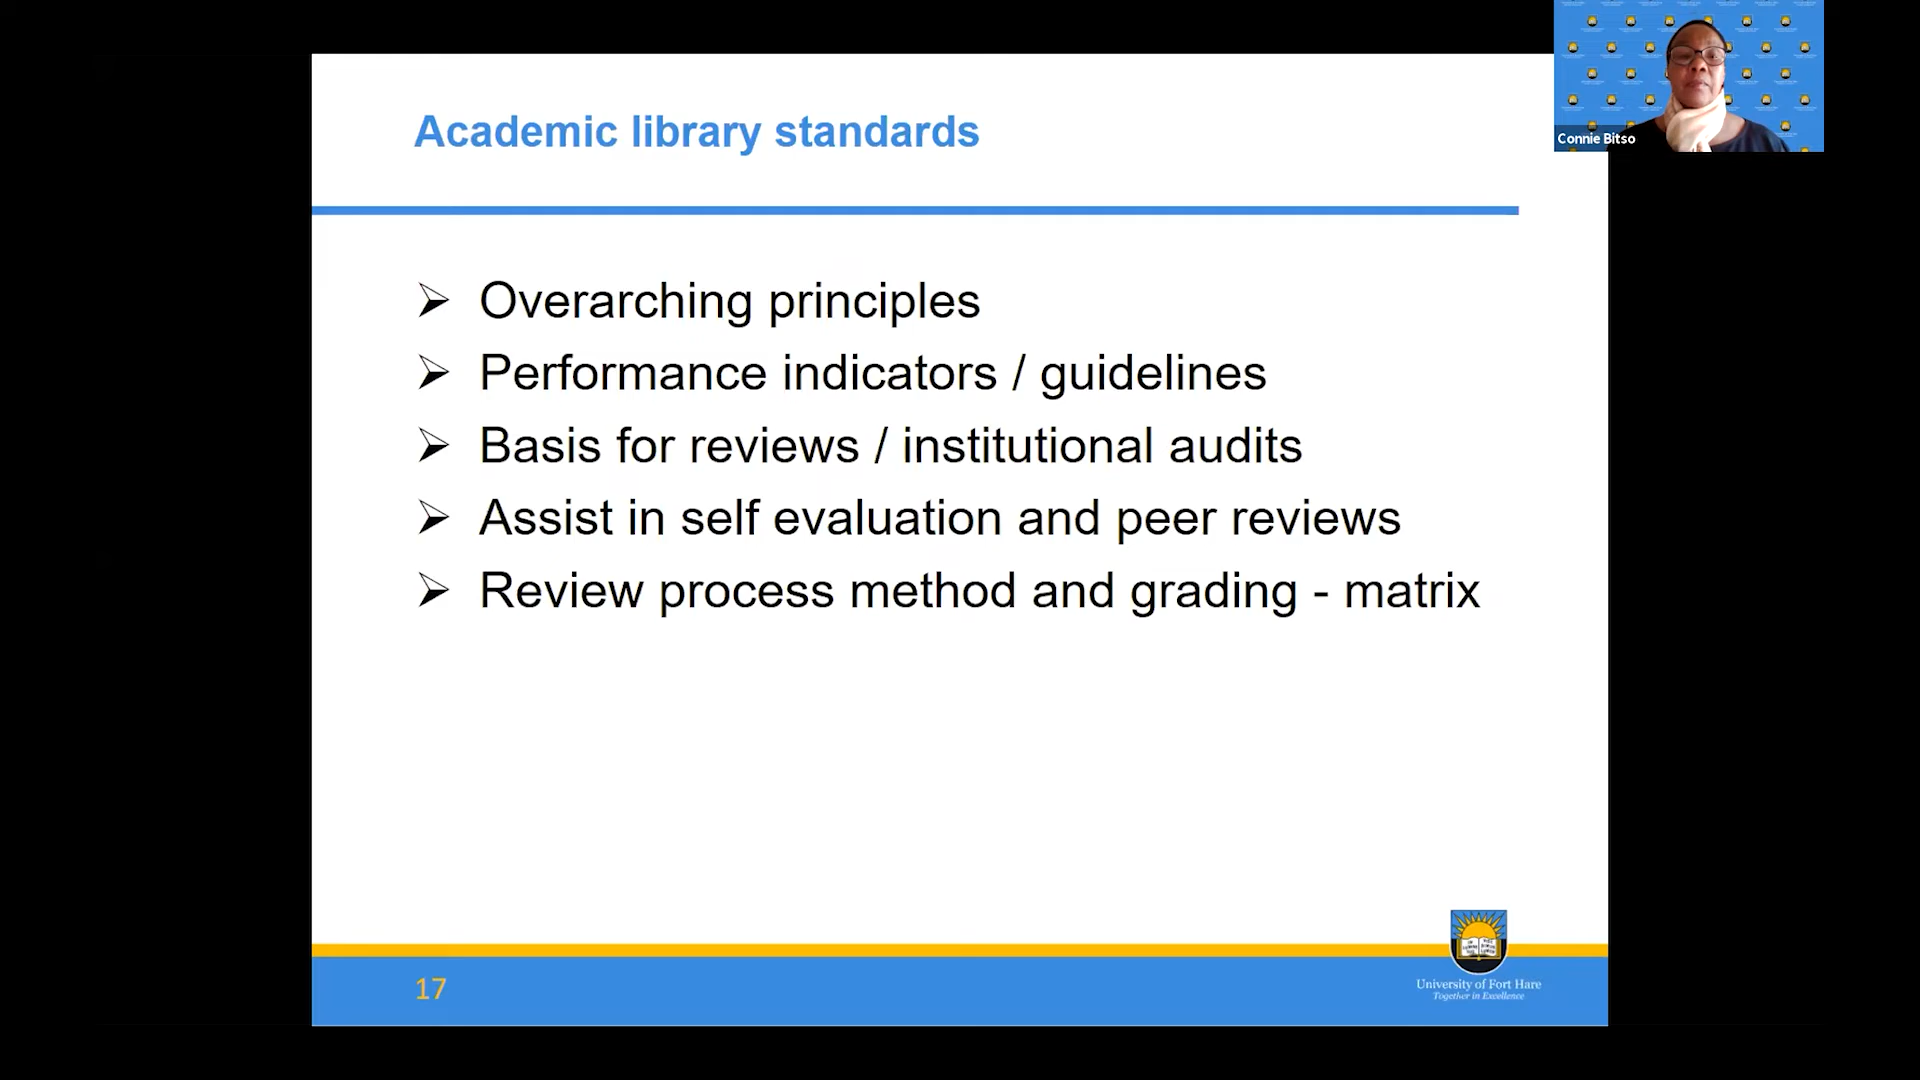 Academic library standards
Connie Bitso
Overarching principles
Performance indicators / guidelines
Basis for reviews / institutional audits
Assist in self evaluation and peer reviews
Review process method and grading - matrix
17
University of Fort Hare
Together in Excellence